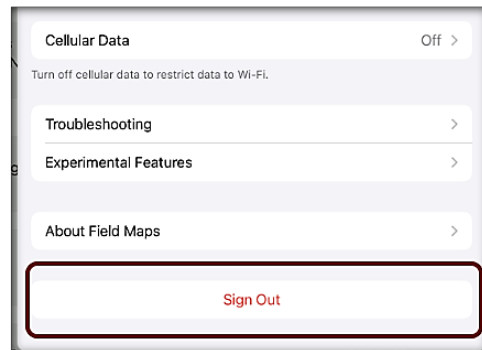 Cellular Data Off
Turn off cellular data to restrict data to Wi-Fi.
Troubleshooting
Experimental Features
About Field Maps
Sign Out